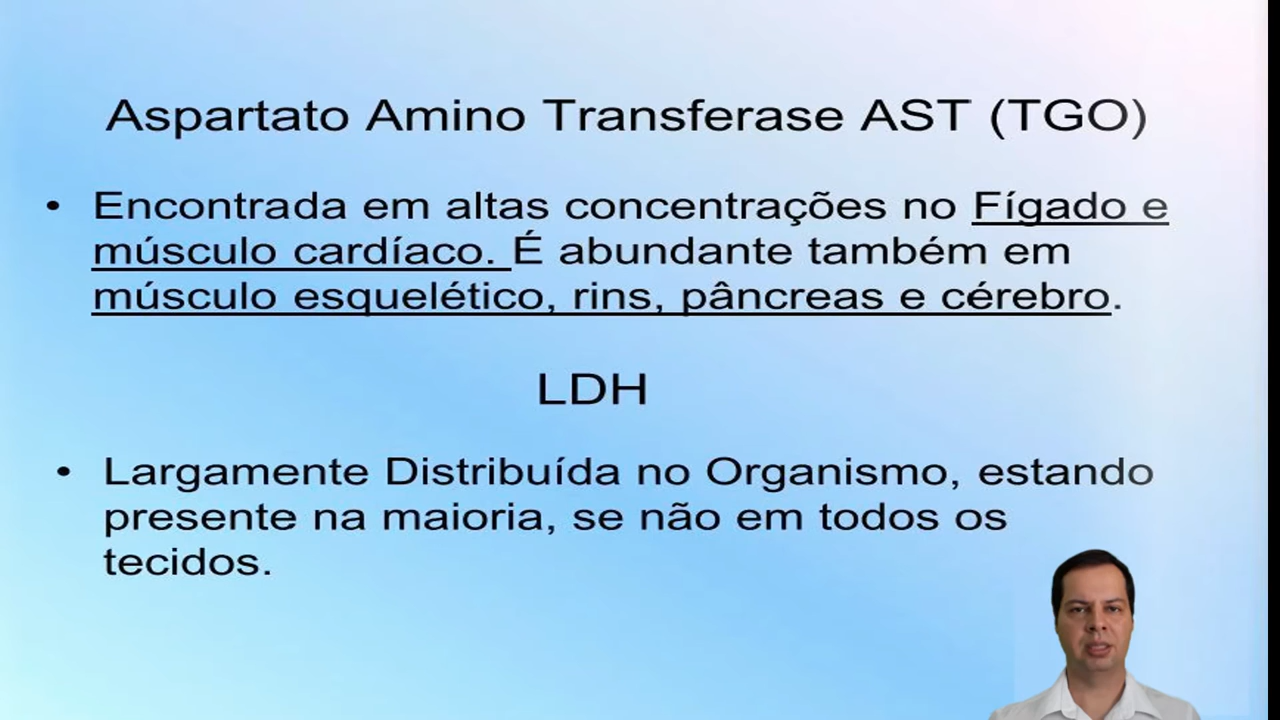 Aspartato Amino Transferase AST (TGO)
• Encontrada em altas concentrações no Fígado e
músculo cardíaco. É abundante também em
músculo esquelético, rins, pâncreas e cérebro.
LDH
• Largamente Distribuída no Organismo, estando
presente na maioria, se não em todos os
tecidos.